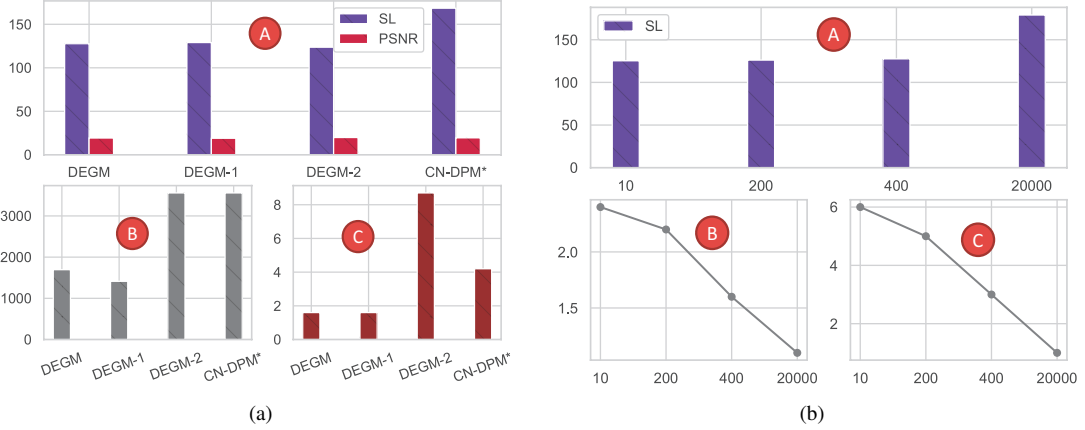 150
100
50
0
A
SL
PSNR
DEGM
DEGM-1
DEGM-2
CN-DPM*
3000
2000
1000
0
B
DEGM
DEGM-1
DEGM-2
CN-DPM*
8
6
4
2
0
C
DEGM
DEGM-1
DEGM-2
CN-DPM*
(a)
SL
A
150
100
50
0
10
200
400
20000
2.0
1.5
B
10
200
400
20000
6
4
2
C
10
200
400
20000
(b)